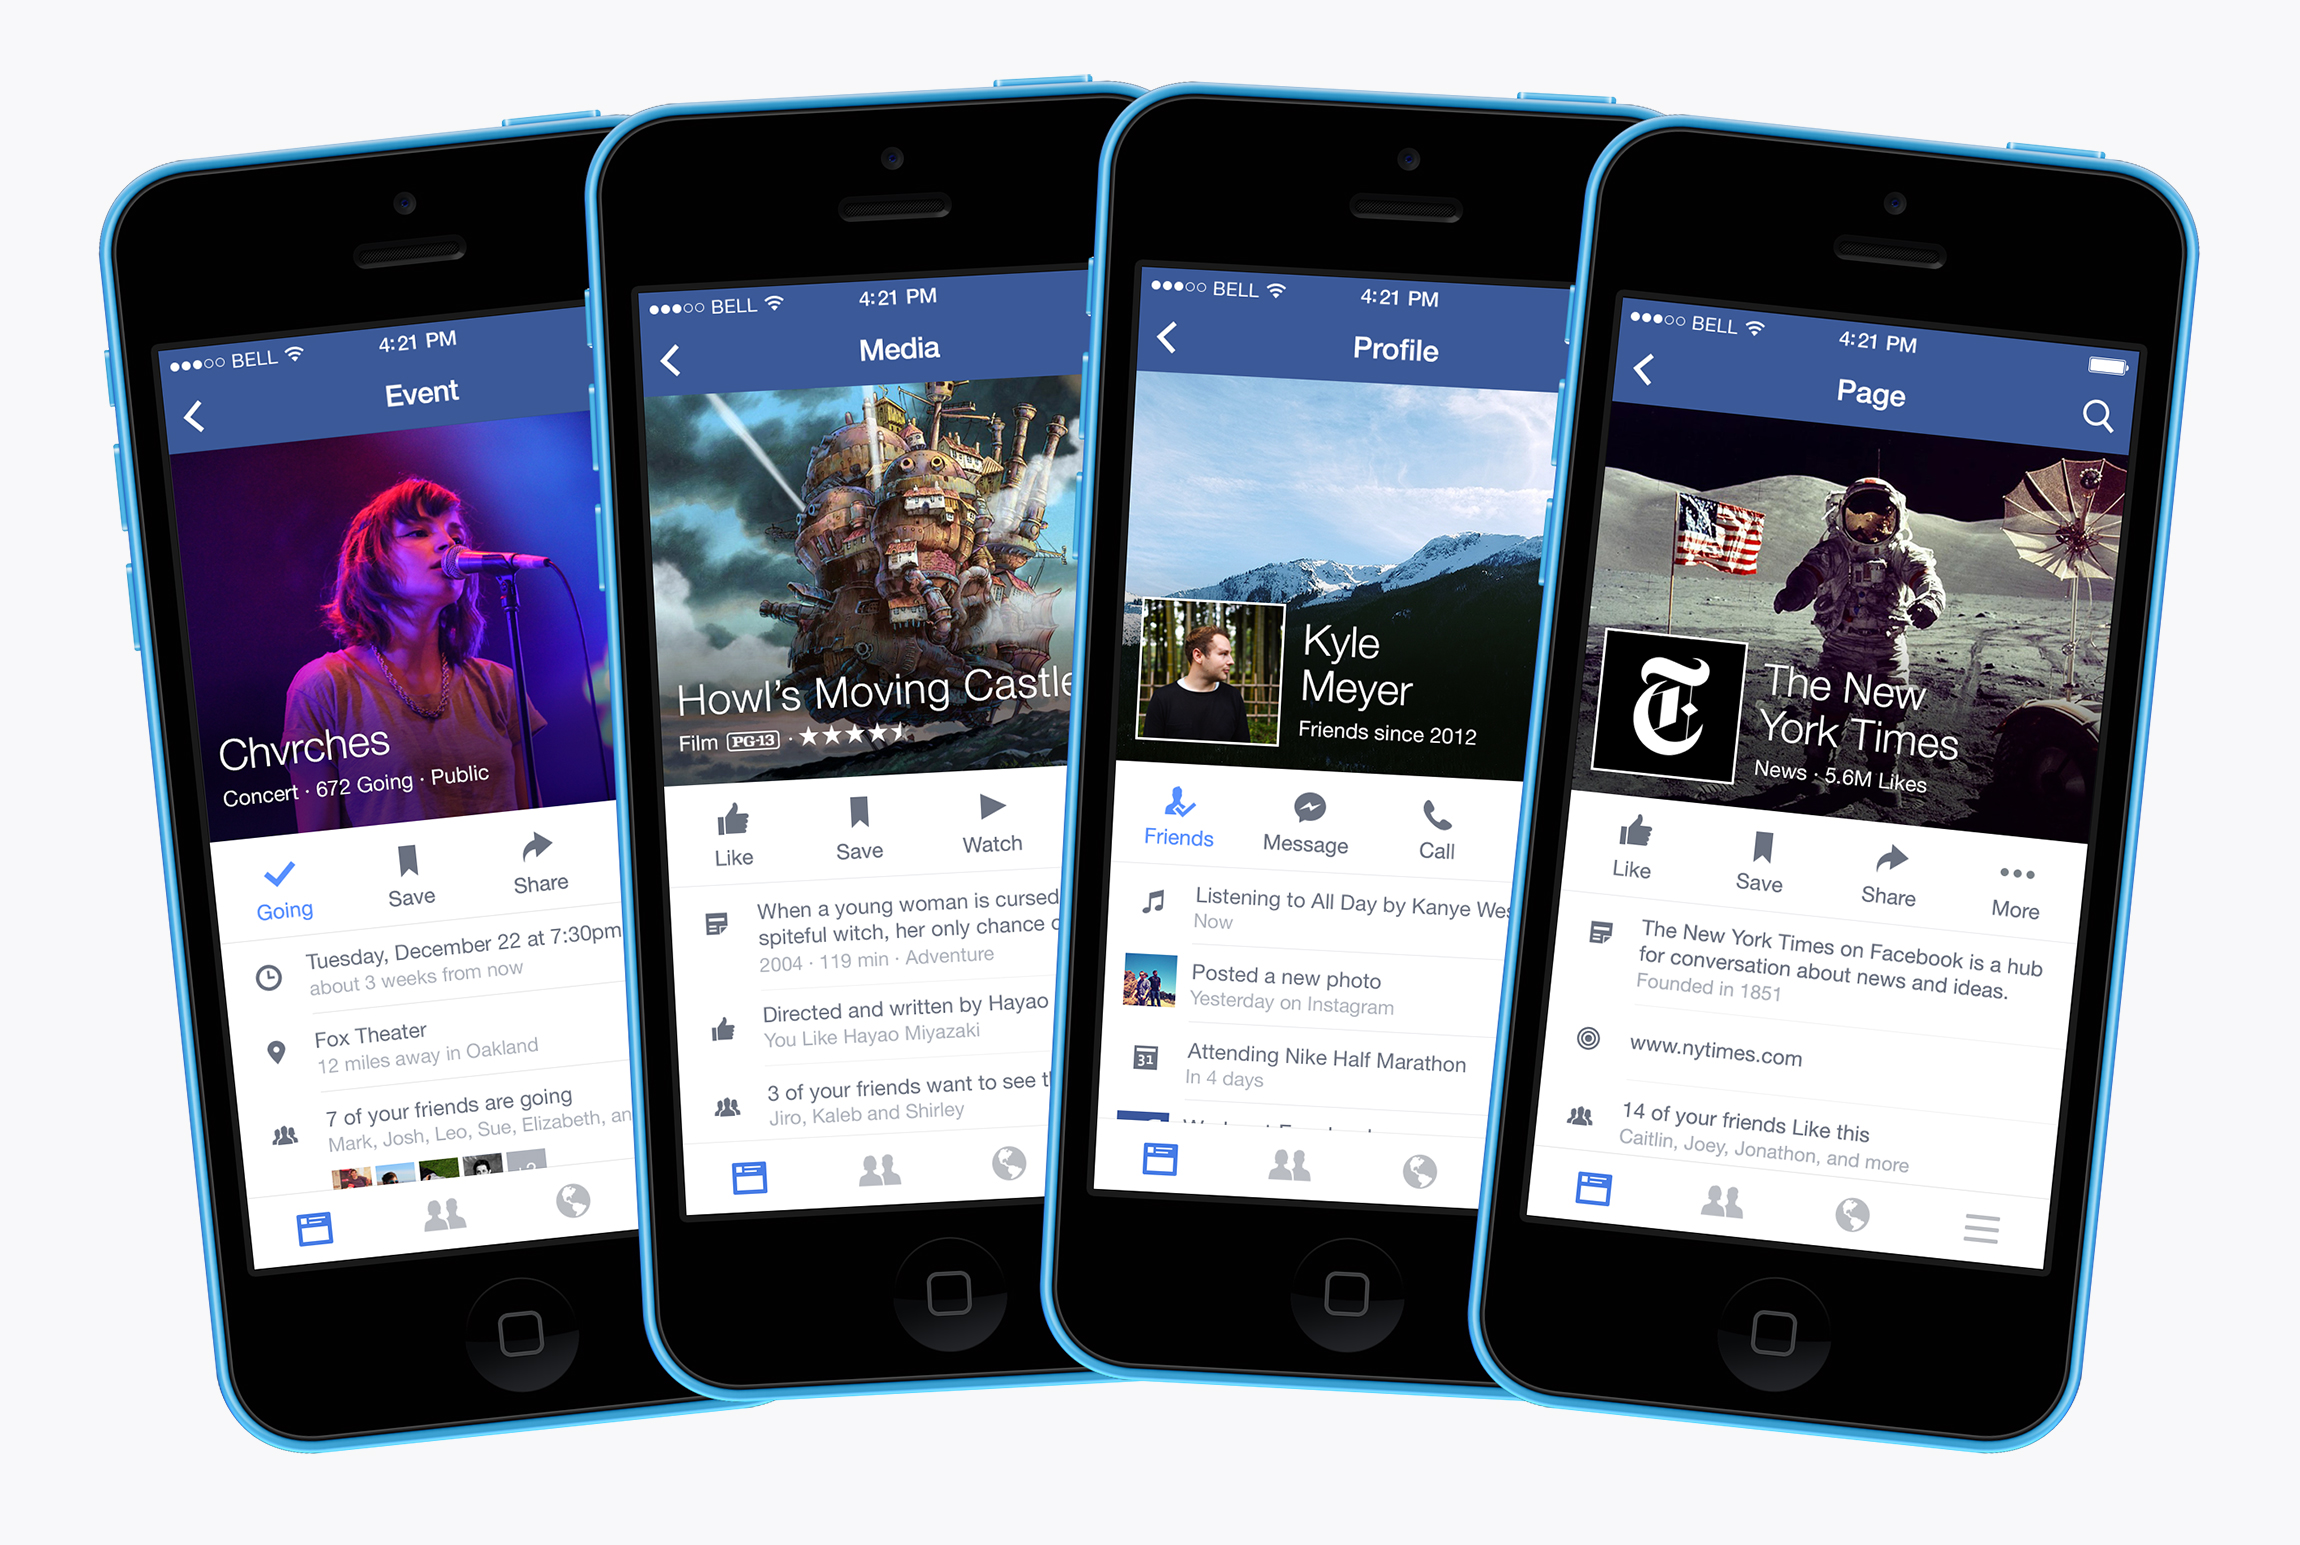 BELL
4:21 PM
Event
Chvrches
Concert · 672 Going · Public
Going
Save
Share
Tuesday, December 22 at 7:30pm
about 3 weeks from now
Fox Theater
12 miles away in Oakland
7 of your friends are going
Mark, Josh, Leo, Sue, Elizabeth, an
BELL
4:21 PM
Media
Howl's Moving Castle
Film PG-13 ·
Like
Save
Watch
When a young woman is cursed
spiteful witch, her only chance
2004 · 119 min · Adventure
Directed and written by Hayao
You Like Hayao Miyazaki
3 of your friends want to see
Jiro, Kaleb and Shirley
BELL
4:21 PM
Profile
Kyle
Meyer
Friends since 2012
Friends
Message
Call
Listening to All Day by Kanye Wes
Now
Posted a new photo
Yesterday on Instagram
31
Attending Nike Half Marathon
In 4 days
BELL
4:21 PM
Page
T
The New
York Times
News · 5.6M Likes
Like
Save
Share
More
The New York Times on Facebook is a hub
for conversation about news and ideas.
Founded in 1851
www.nytimes.com
14 of your friends Like this
Caitlin, Joey, Jonathon, and more